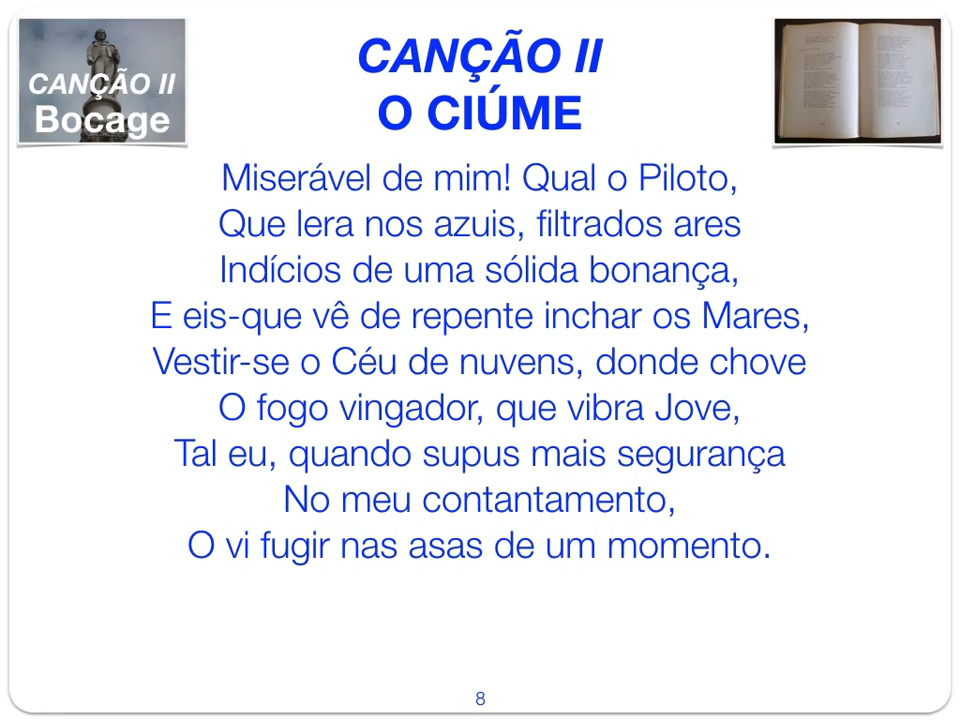 CANÇÃO II
Bocage
CANÇÃO II
O CIÚME
Miserável de mim! Qual o Piloto,
Que lera nos azuis, filtrados ares
Indícios de uma sólida bonança,
E eis-que vê de repente inchar os Mares,
Vestir-se o Céu de nuvens, donde chove
O fogo vingador, que vibra Jove,
Tal eu, quando supus mais segurança
No meu contantamento,
O vi fugir nas asas de um momento.
8